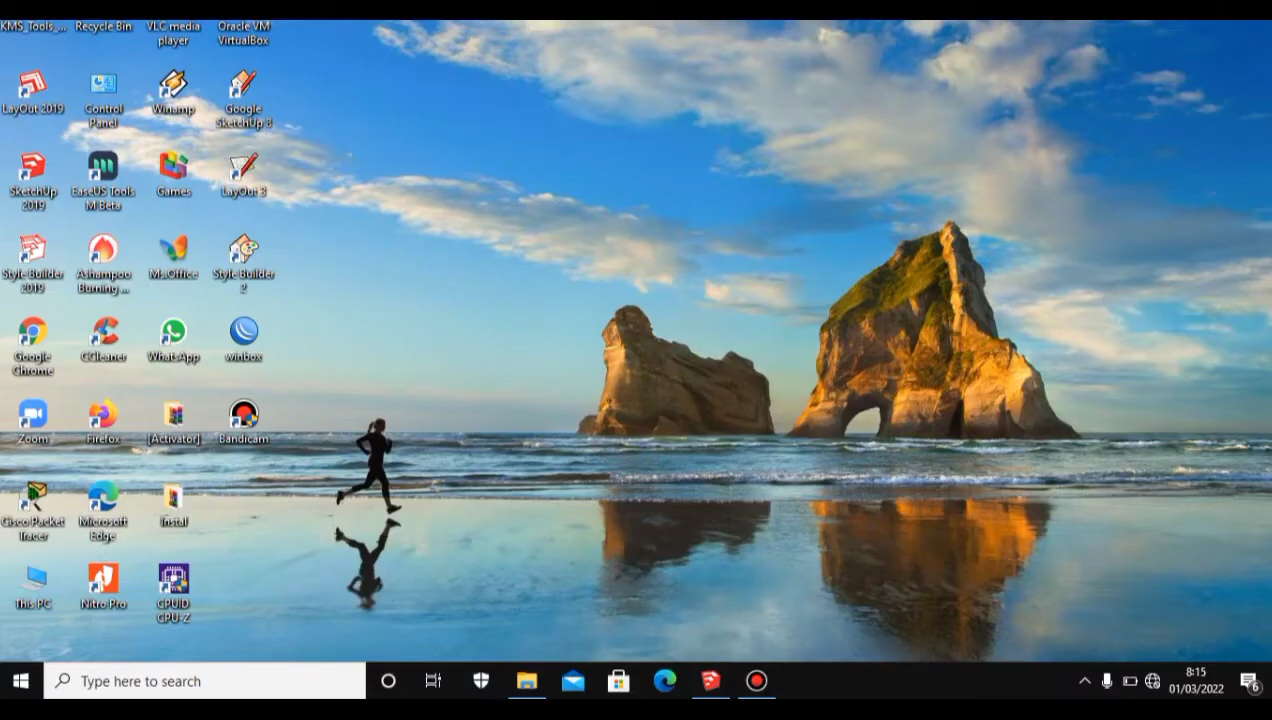 KMS_Tools_...
Recycle Bin
VLC media
player
Oracle VM
VirtualBox
LayOut 2019
Control
Panel
Winamp
Google
SketchUp 8
SketchUp
2019
EaseUS Tools
M Beta
Games
LayOut 3
Style Builder
2019
Ashampoo
Burning ...
Ms.Office
Style Builder
2
Google
Chrome
CCleaner
WhatsApp
winbox
Zoom
Firefox
[Activator]
Bandicam
Cisco Packet
Tracer
Microsoft
Edge
Instal
This PC
Nitro Pro
CPUID
CPU-Z
Type here to search
8:15
01/03/2022
6